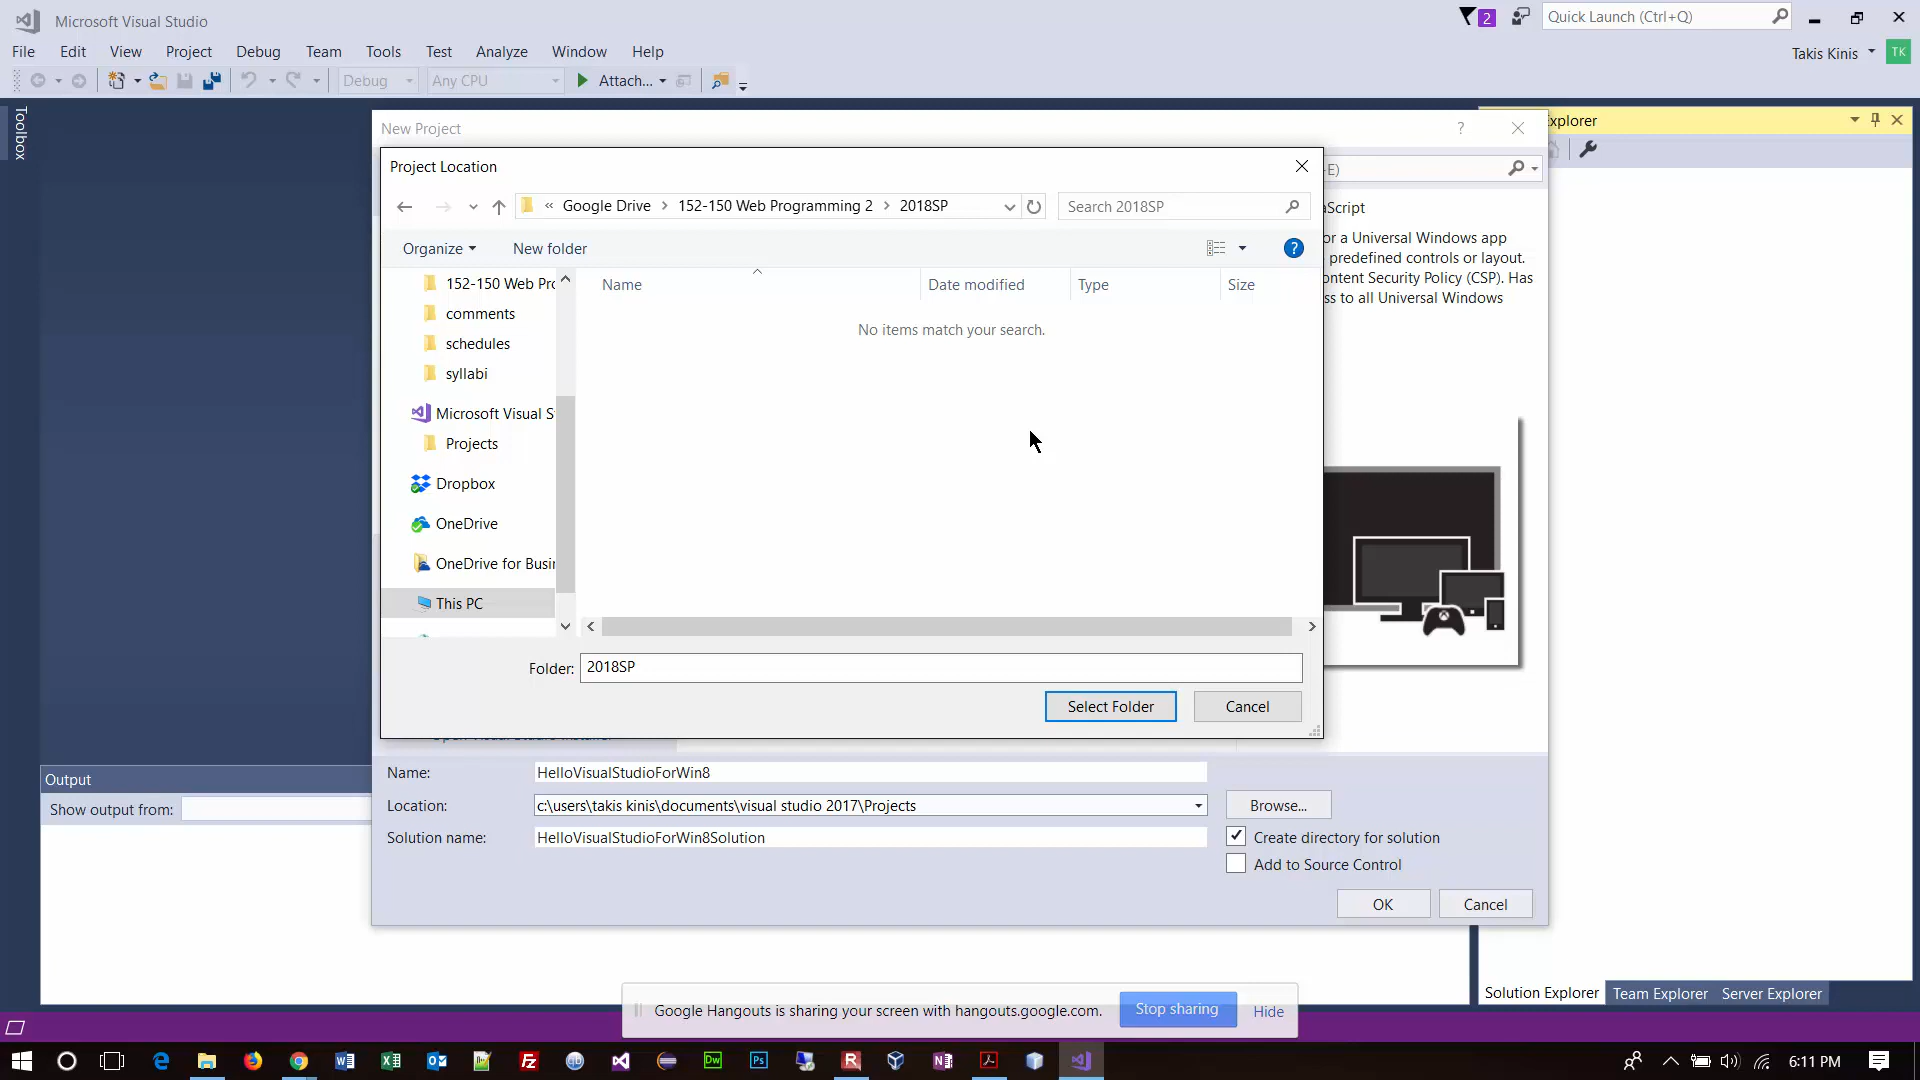 Microsoft Visual Studio
2
Quick Launch (Ctrl+Q)
File Edit View Project Debug Team Tools Test Analyze Window Help
Takis Kinis TK
Debug Any CPU Attach...
Toolbox
New Project ?
xplorer
Project Location
E)
« Google Drive > 152-150 Web Programming 2 > 2018SP
Search 2018SP
aScript
Organize New folder ?
or a Universal Windows app
predefined controls or layout.
ontent Security Policy (CSP). Has
ss to all Universal Windows
Name Date modified Type Size
152-150 Web Pro
No items match your search.
comments
schedules
syllabi
Microsoft Visual S
Projects
Dropbox
OneDrive
OneDrive for Busi
This PC
Folder: 2018SP
Select Folder Cancel
Name: HelloVisualStudioForWin8
Location: c:\users\takis kinis\documents\visual studio 2017\Projects Browse...
Solution name: HelloVisualStudioForWin8Solution
Create directory for solution
Add to Source Control
OK Cancel
Output
Show output from:
Solution Explorer Team Explorer Server Explorer
Google Hangouts is sharing your screen with hangouts.google.com. Stop sharing Hide
6:11 PM